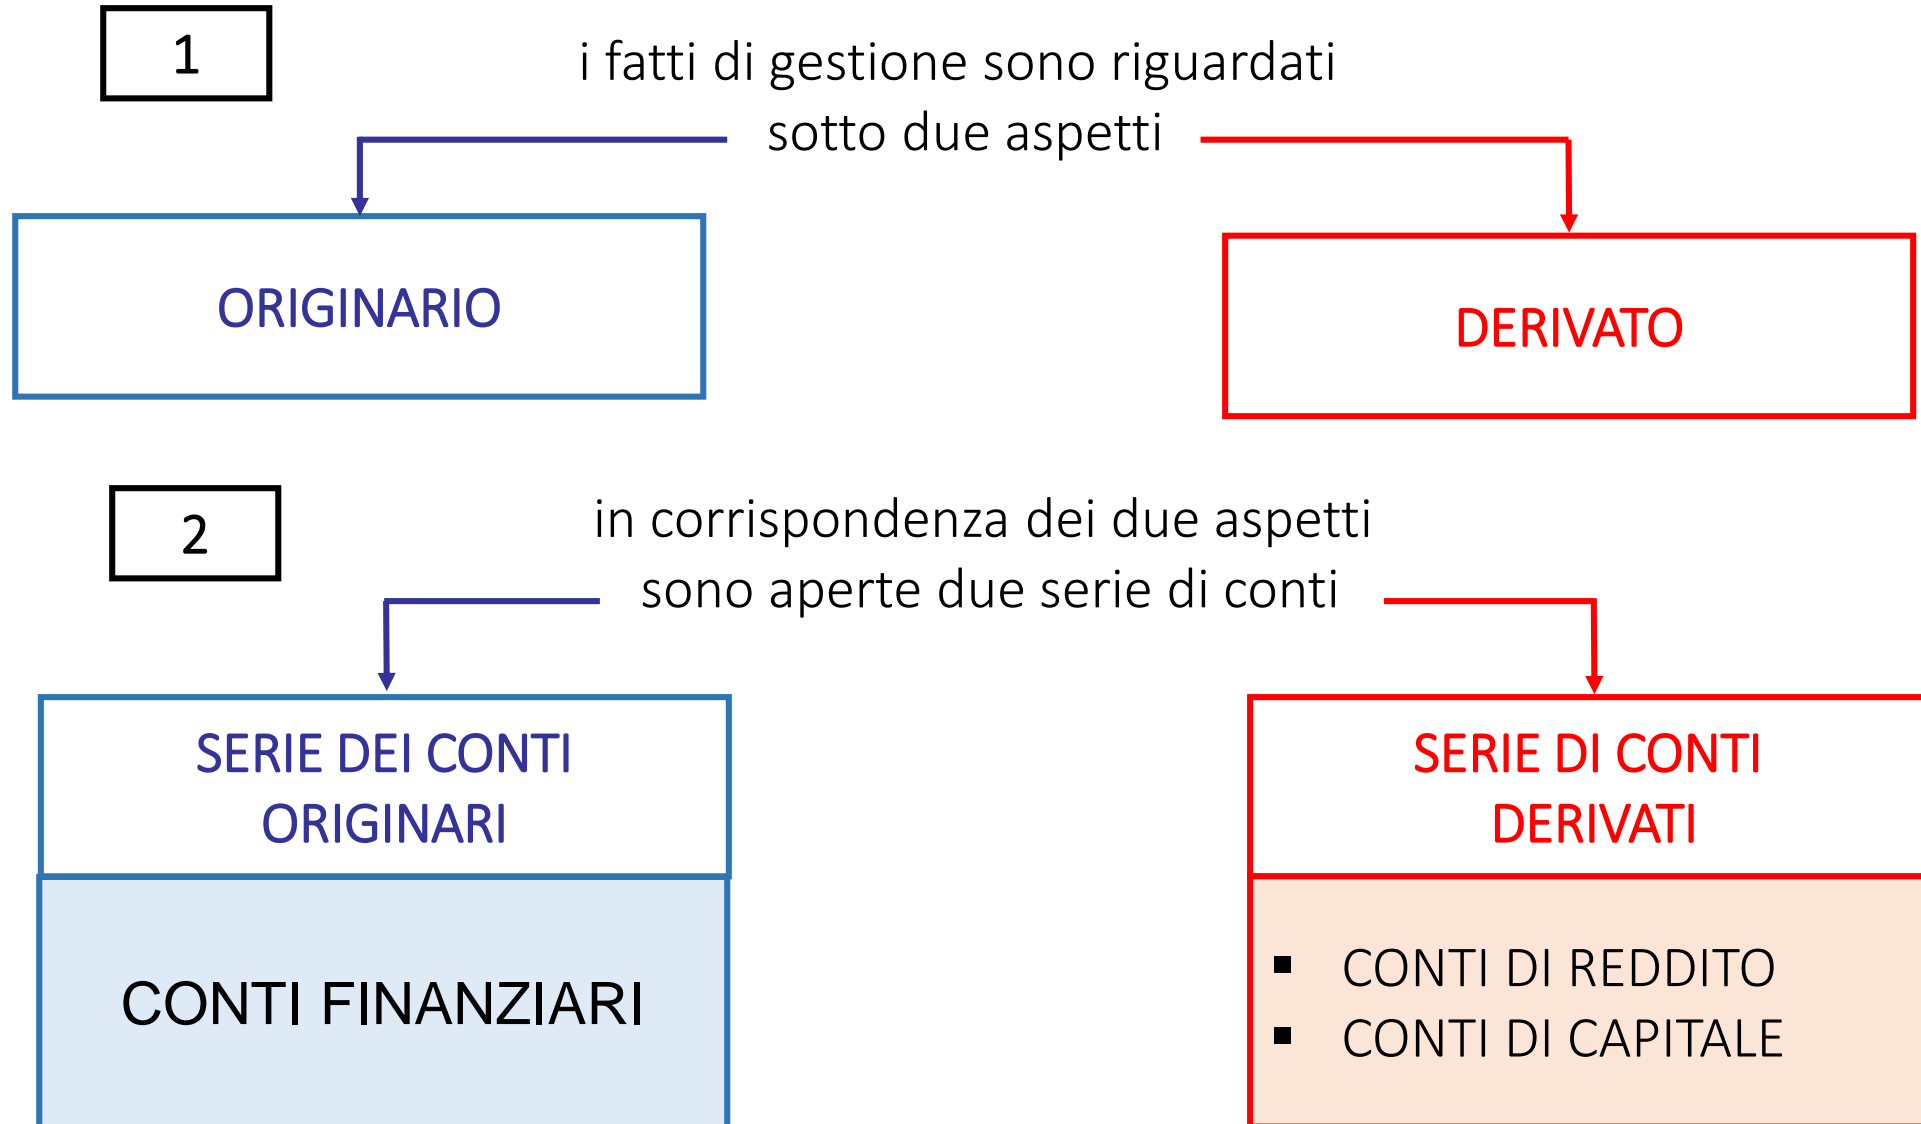 1
i fatti di gestione sono riguardati
sotto due aspetti
ORIGINARIO
DERIVATO
2
in corrispondenza dei due aspetti
sono aperte due serie di conti
SERIE DEI CONTI
ORIGINARI
CONTI FINANZIARI
SERIE DI CONTI
DERIVATI
▪ CONTI DI REDDITO
▪ CONTI DI CAPITALE